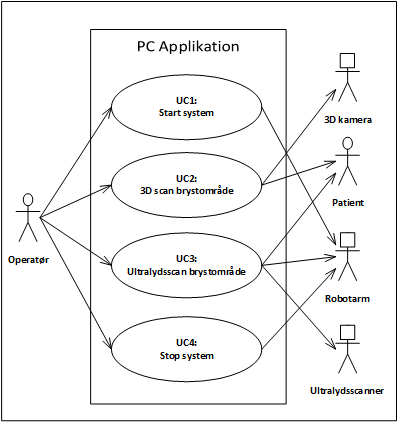 PC Applikation
UC1:
Start system
3D kamera
UC2:
3D scan brystområde
Patient
Operatør
UC3:
Ultralydsscan brystområde
Robotarm
UC4:
Stop system
Ultralydsscanner